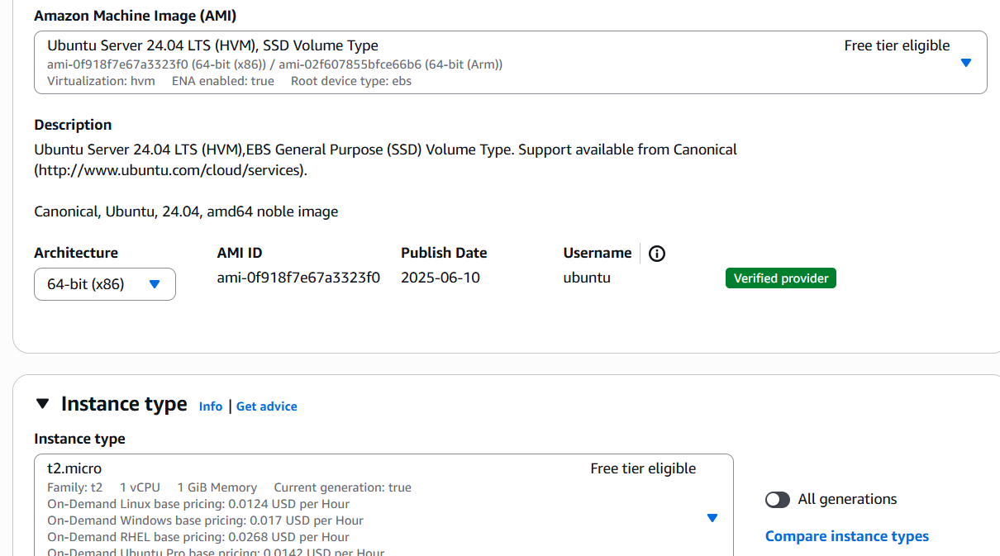 Amazon Machine Image (AMI)
Ubuntu Server 24.04 LTS (HVM), SSD Volume Type
Free tier eligible
ami-0f918f7e67a3323f0 (64-bit (x86)) / ami-02f607855bfce66b6 (64-bit (Arm))
Virtualization: hvm ENA enabled: true Root device type: ebs
Description
Ubuntu Server 24.04 LTS (HVM),EBS General Purpose (SSD) Volume Type. Support available from Canonical
(http://www.ubuntu.com/cloud/services).
Canonical, Ubuntu, 24.04, amd64 noble image
Architecture AMI ID Publish Date Username
64-bit (x86) ami-0f918f7e67a3323f0 2025-06-10 ubuntu Verified provider
Instance type Info | Get advice
Instance type
t2.micro Free tier eligible
Family: t2 1 vCPU 1 GiB Memory Current generation: true
On-Demand Linux base pricing: 0.0124 USD per Hour
On-Demand Windows base pricing: 0.017 USD per Hour
On-Demand RHEL base pricing: 0.0268 USD per Hour
On-Demand Ubuntu Pro base pricing: 0.0142 USD per Hour
All generations
Compare instance types